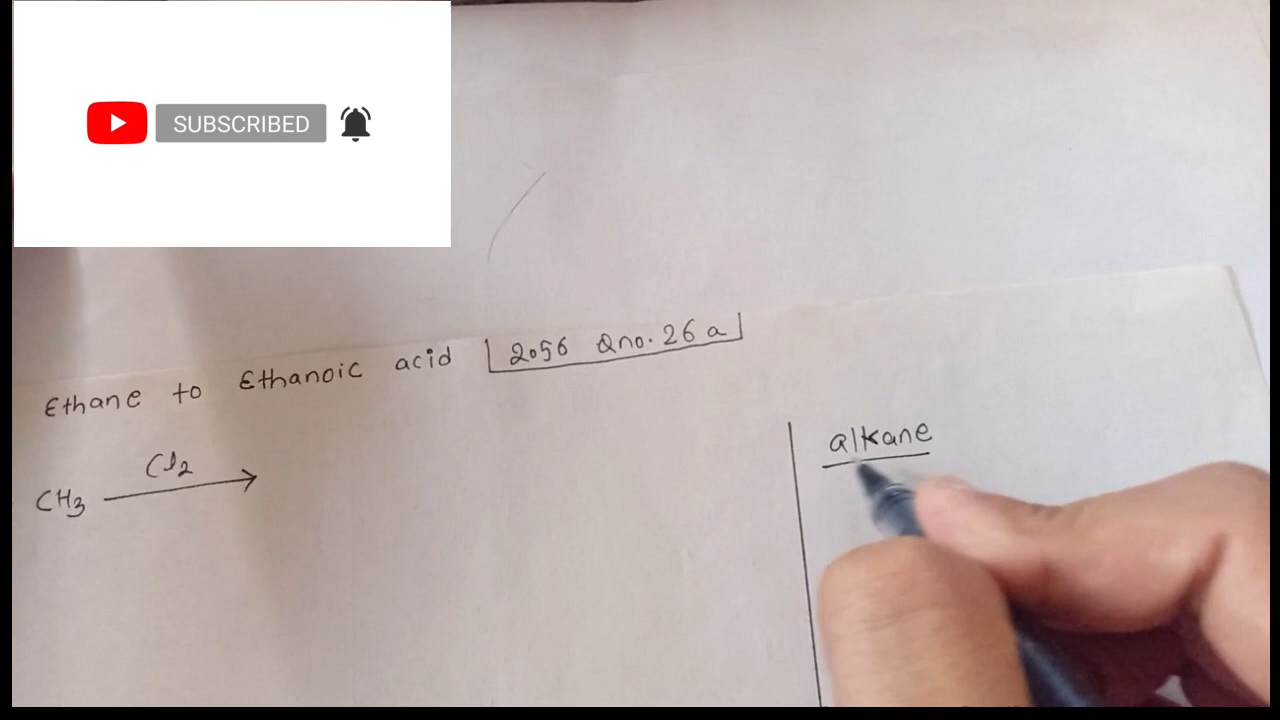 SUBSCRIBED
Ethane to Ethanoic acid 2056 Qno. 26 a
alkane
Cl2
CH3